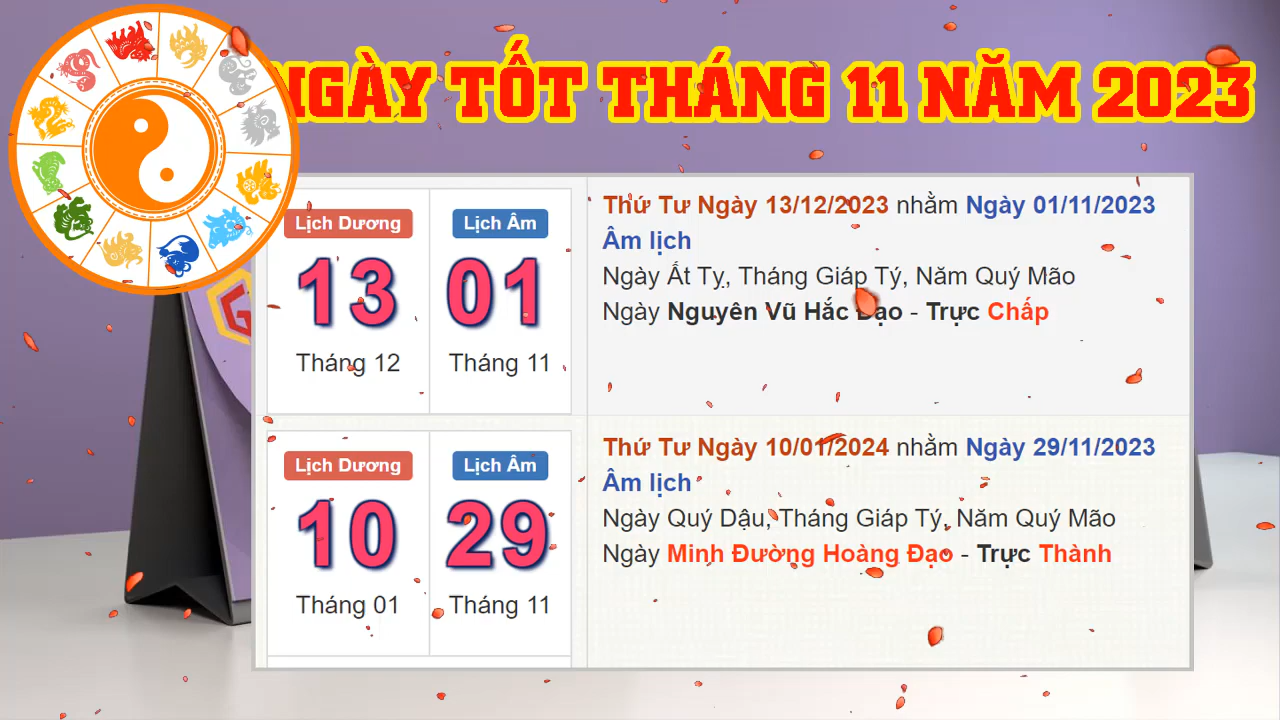 NGÀY TỐT THÁNG 11 NĂM 2023
Lịch Dương
Lịch Âm
13
01
Tháng 12
Tháng 11
Thứ Tư Ngày 13/12/2023 nhằm Ngày 01/11/2023
Âm lịch
Ngày Ất Tỵ, Tháng Giáp Tý, Năm Quý Mão
Ngày Nguyên Vũ Hắc Đạo - Trực Chấp
Lịch Dương
Lịch Âm
10
29
Tháng 01
Tháng 11
Thứ Tư Ngày 10/01/2024 nhằm Ngày 29/11/2023
Âm lịch
Ngày Quý Dậu, Tháng Giáp Tý, Năm Quý Mão
Ngày Minh Đường Hoàng Đạo - Trực Thành